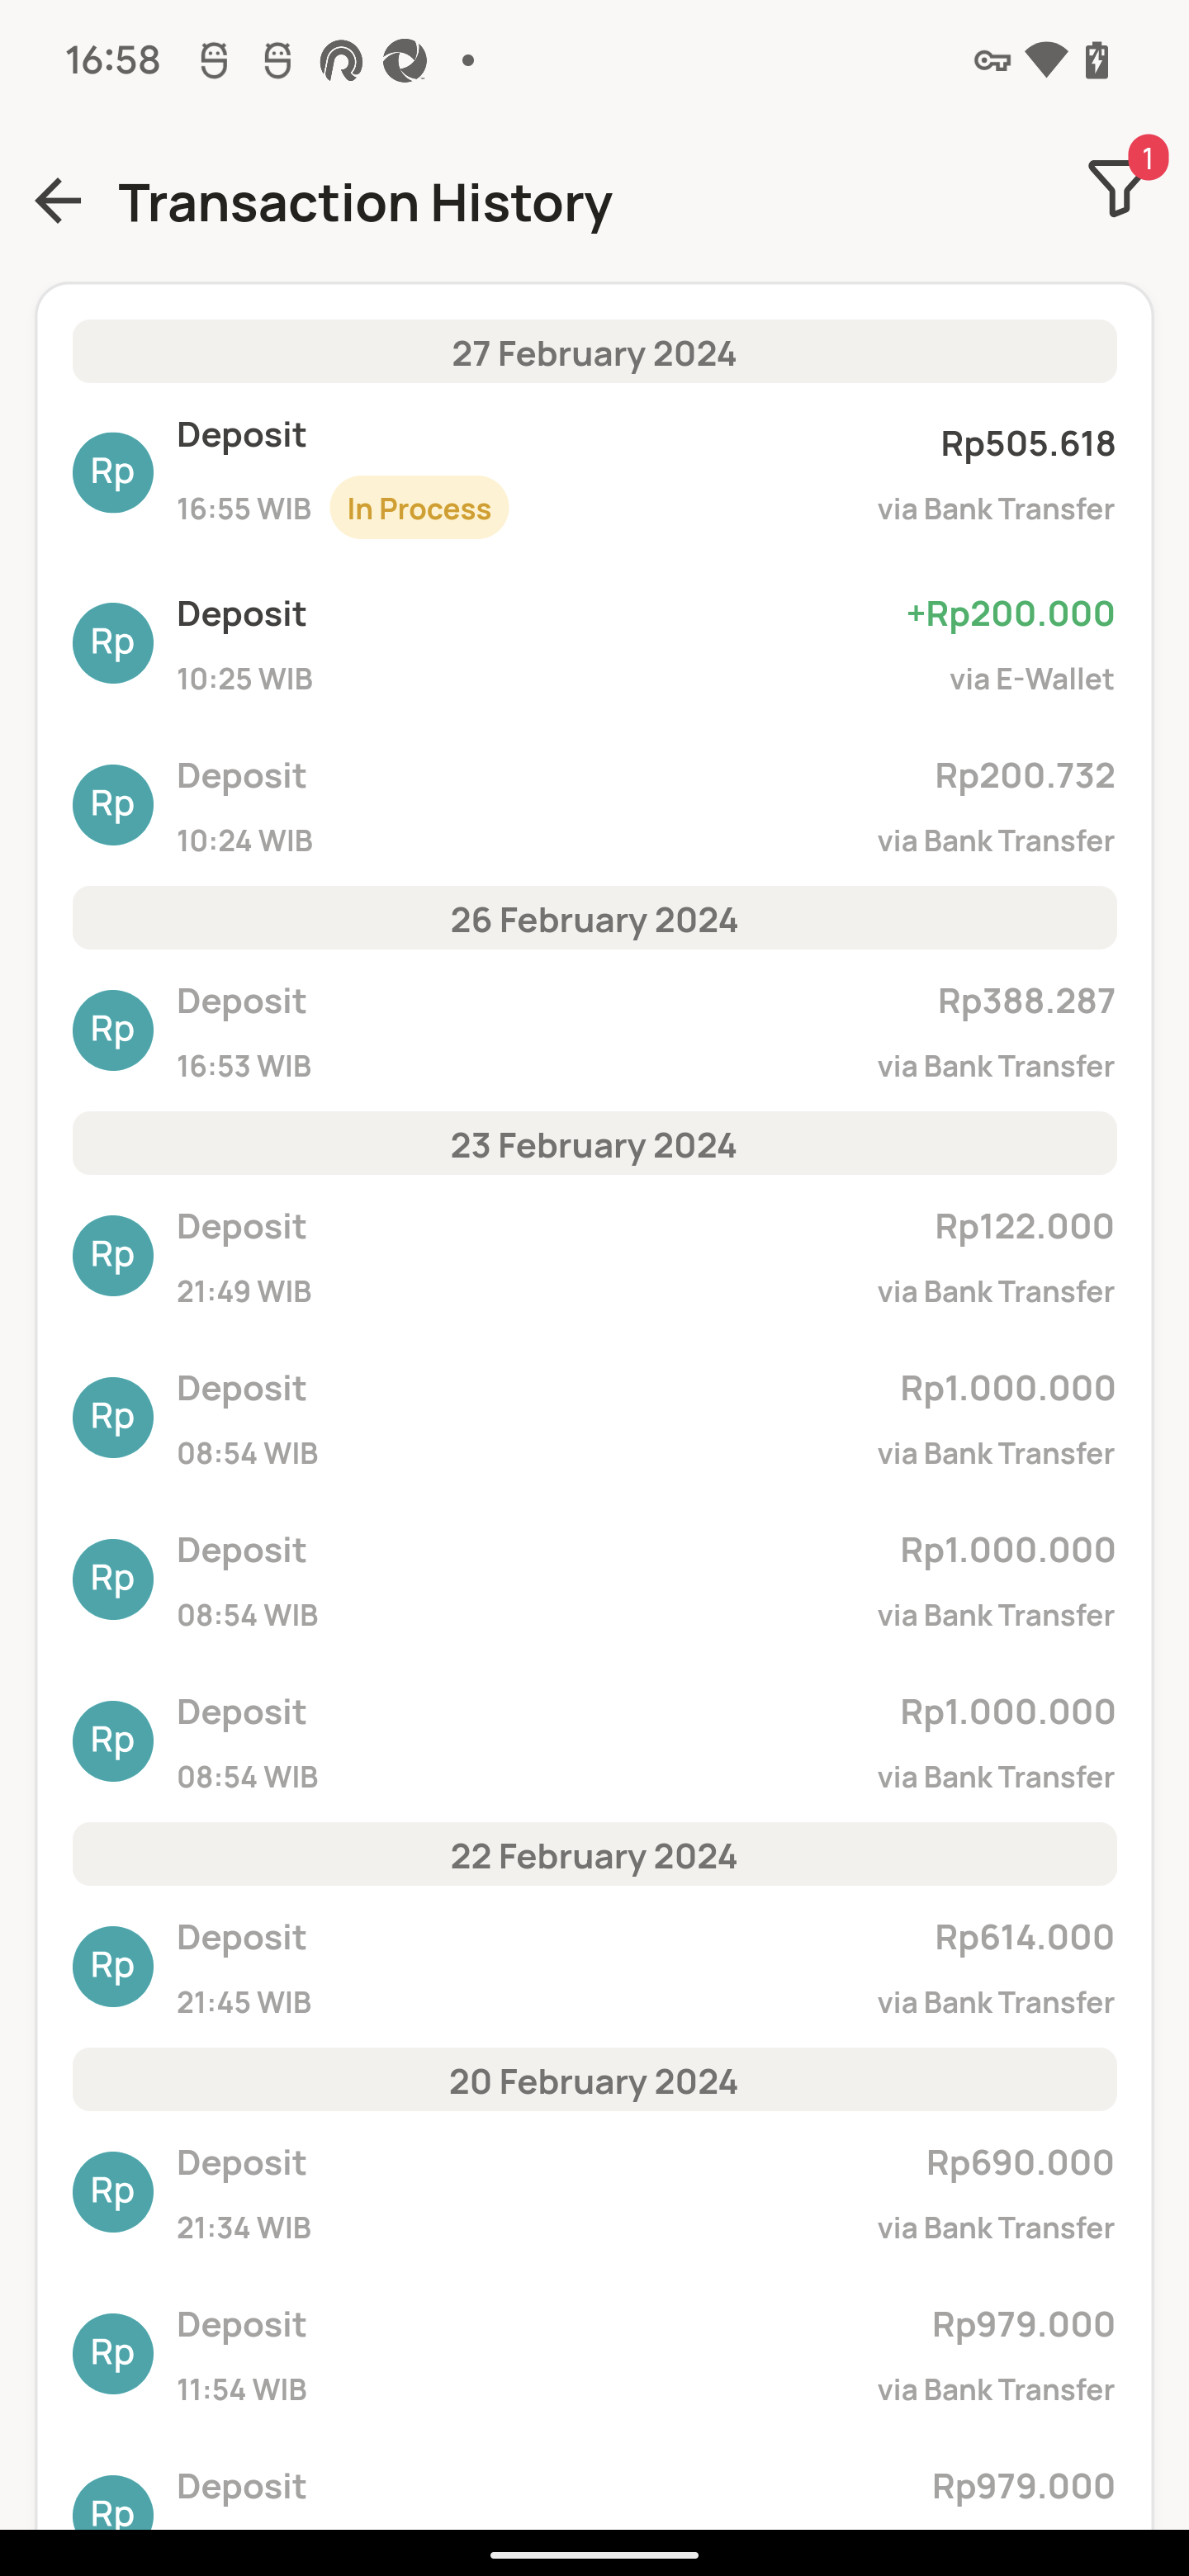 16:58
Transaction History
1
27 February 2024
Rp
Deposit
Rp505.618
16:55 WIB
In Process
via Bank Transfer
Rp
Deposit
+Rp200.000
10:25 WIB
via E-Wallet
Rp
Deposit
Rp200.732
10:24 WIB
via Bank Transfer
26 February 2024
Rp
Deposit
Rp388.287
16:53 WIB
via Bank Transfer
23 February 2024
Rp
Deposit
Rp122.000
21:49 WIB
via Bank Transfer
Rp
Deposit
Rp1.000.000
08:54 WIB
via Bank Transfer
Rp
Deposit
Rp1.000.000
08:54 WIB
via Bank Transfer
Rp
Deposit
Rp1.000.000
08:54 WIB
via Bank Transfer
22 February 2024
Rp
Deposit
Rp614.000
21:45 WIB
via Bank Transfer
20 February 2024
Rp
Deposit
Rp690.000
21:34 WIB
via Bank Transfer
Rp
Deposit
Rp979.000
11:54 WIB
via Bank Transfer
Rp
Deposit
Rp979.000